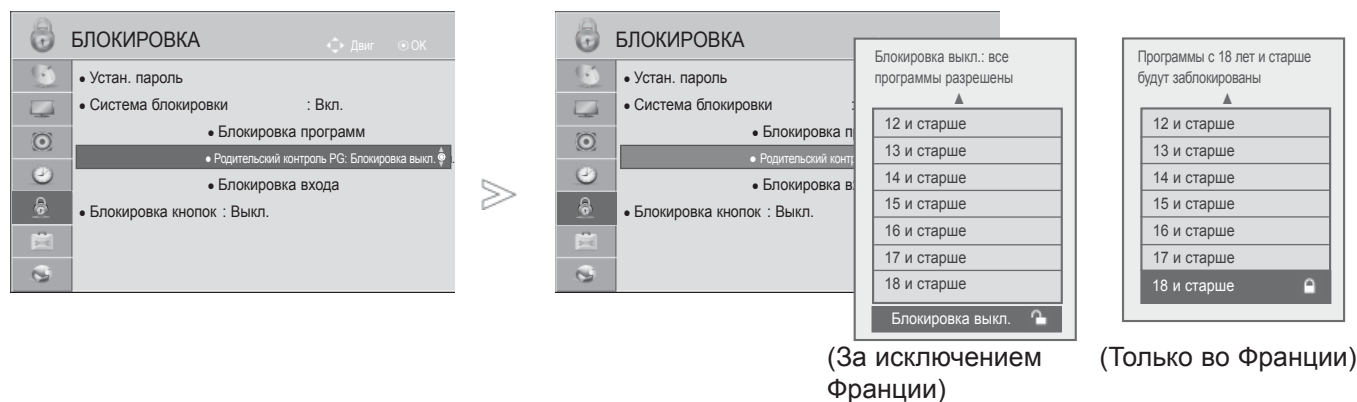 БЛОКИРОВКА
Двиг OK
• Устан. пароль
• Система блокировки : Вкл.
• Блокировка программ
• Родительский контроль PG: Блокировка выкл.
• Блокировка входа
• Блокировка кнопок : Выкл.
БЛОКИРОВКА
• Устан. пароль
• Система блокировки :
• Блокировка п
• Родительский конт
• Блокировка в
• Блокировка кнопок : Выкл.
Блокировка выкл.: все
программы разрешены
12 и старше
13 и старше
14 и старше
15 и старше
16 и старше
17 и старше
18 и старше
Блокировка выкл.
(За исключением
Франции)
Программы с 18 лет и старше
будут заблокированы
12 и старше
13 и старше
14 и старше
15 и старше
16 и старше
17 и старше
18 и старше
(Только во Франции)